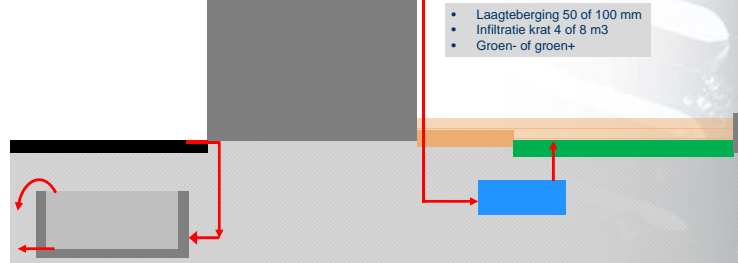 • Laagteberging 50 of 100 mm
• Infiltratie krat 4 of 8 m3
• Groen- of groen+